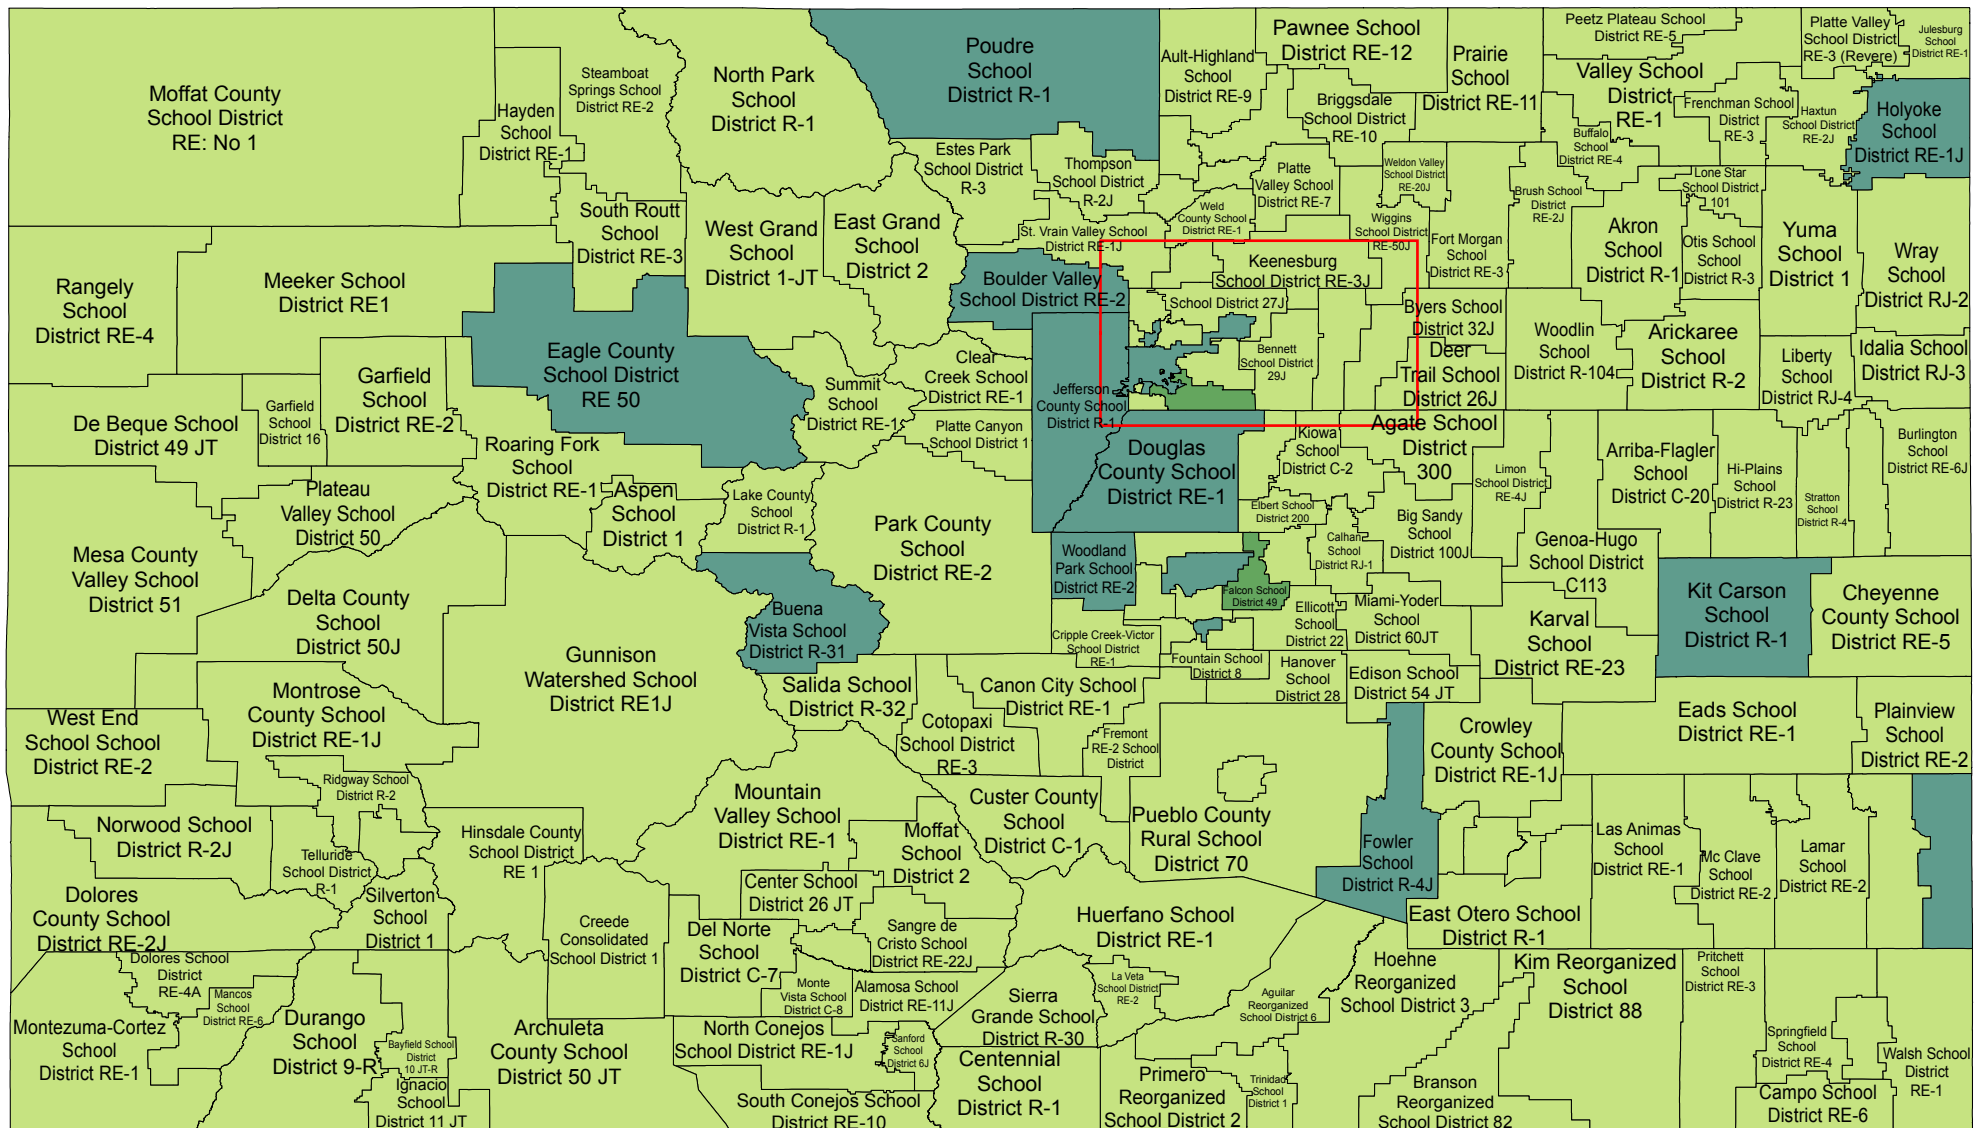 Moffat County
School District
RE: No 1
Hayden
School
District RE-1
Steamboat
Springs School
District RE-2
North Park
School
District R-1
Poudre
School
District R-1
Ault-Highland
School
District RE-9
Pawnee School
District RE-12
Briggsdale
School District
RE-10
Prairie
School
District RE-11
Peetz Plateau School
District RE-5
Valley School
District
RE-1
Platte Valley
School District
RE-3 (Revere)
Julesburg
School
District RE-1
Frenchman School
District
RE-3
Haxtun
School District
RE-2J
Holyoke
School
District RE-1J
Buffalo
School
District RE-4
Estes Park
School District
R-3
Thompson
School District
R-2J
Platte
Valley School
District RE-7
Weldon Valley
School District
RE-20J
Brush School
District
RE-2J
Lone Star
School District
101
South Routt
School
District RE-3
West Grand
School
District 1-JT
East Grand
School
District 2
St. Vrain Valley School
District RE-1J
Weld
County School
District RE-1
Wiggins
School District
RE-50J
Fort Morgan
School
District RE-3
Akron
School
District R-1
Otis School
District
R-3
Yuma
School
District 1
Wray
School
District RJ-2
Rangely
School
District RE-4
Meeker School
District RE1
Boulder Valley
School District RE-2
Keenesburg
School District RE-3J
School District 27J
Byers School
District 32J
Woodlin
School
District R-104
Arickaree
School
District R-2
Liberty
School
District RJ-4
Idalia School
District RJ-3
Eagle County
School District
RE 50
Garfield
School
District RE-2
Garfield
School
District 16
De Beque School
District 49 JT
Summit
School
District RE-1
Clear
Creek School
District RE-1
Platte Canyon
School District 1
Jefferson
County School
District R-1
Bennett
School District
29J
Deer
Trail School
District 26J
Roaring Fork
School
District RE-1
Aspen
School
District 1
Lake County
School
District R-1
Douglas
County School
District RE-1
Kiowa
School
District C-2
Agate School
District
300
Limon
School District
RE-4J
Arriba-Flagler
School
District C-20
Hi-Plains
School
District R-23
Stratton
School
District R-4
Burlington
School
District RE-6J
Plateau
Valley School
District 50
Mesa County
Valley School
District 51
Park County
School
District RE-2
Elbert School
District 200
Calhan
School
District RJ-1
Big Sandy
School
District 100J
Genoa-Hugo
School District
C113
Delta County
School
District 50J
Buena
Vista School
District R-31
Woodland
Park School
District RE-2
Falcon School
District 49
Ellicott
School
District 22
Miami-Yoder
School
District 60JT
Karval
School
District RE-23
Kit Carson
School
District R-1
Cheyenne
County School
District RE-5
Gunnison
Watershed School
District RE1J
Cripple Creek-Victor
School District
RE-1
Fountain School
District 8
Hanover
School
District 28
Edison School
District 54 JT
Montrose
County School
District RE-1J
Salida School
District R-32
Canon City School
District RE-1
Cotopaxi
School District
RE-3
Fremont
RE-2 School
District
Crowley
County School
District RE-1J
Eads School
District RE-1
Plainview
School
District RE-2
West End
School School
District RE-2
Ridgway School
District R-2
Norwood School
District R-2J
Telluride
School District
R-1
Hinsdale County
School District
RE 1
Mountain
Valley School
District RE-1
Moffat
School
District 2
Custer County
School
District C-1
Pueblo County
Rural School
District 70
Fowler
School
District R-4J
Las Animas
School
District RE-1
Mc Clave
School
District RE-2
Lamar
School
District RE-2
Dolores
County School
District RE-2J
Silverton
School
District 1
Creede
Consolidated
School District 1
Center School
District 26 JT
Del Norte
School
District C-7
Sangre de
Cristo School
District RE-22J
Huerfano School
District RE-1
East Otero School
District R-1
Dolores School
District
RE-4A
Mancos
School
District RE-6
Montezuma-Cortez
School
District RE-1
Durango
School
District 9-R
Bayfield School
District
10 JT-R
Ignacio
School
District 11 JT
Archuleta
County School
District 50 JT
Monte
Vista School
District C-8
Alamosa School
District RE-11J
North Conejos
School District RE-1J
Sanford
School
District 6J
South Conejos School
District RE-10
Sierra
Grande School
District R-30
Centennial
School
District R-1
La Veta
School District
RE-2
Aguilar
Reorganized
School District 6
Primero
Reorganized
School District 2
Trinidad
School
District 1
Hoehne
Reorganized
School District 3
Kim Reorganized
School
District 88
Branson
Reorganized
School District 82
Pritchett
School
District RE-3
Springfield
School
District RE-4
Walsh School
District
RE-1
Campo School
District RE-6